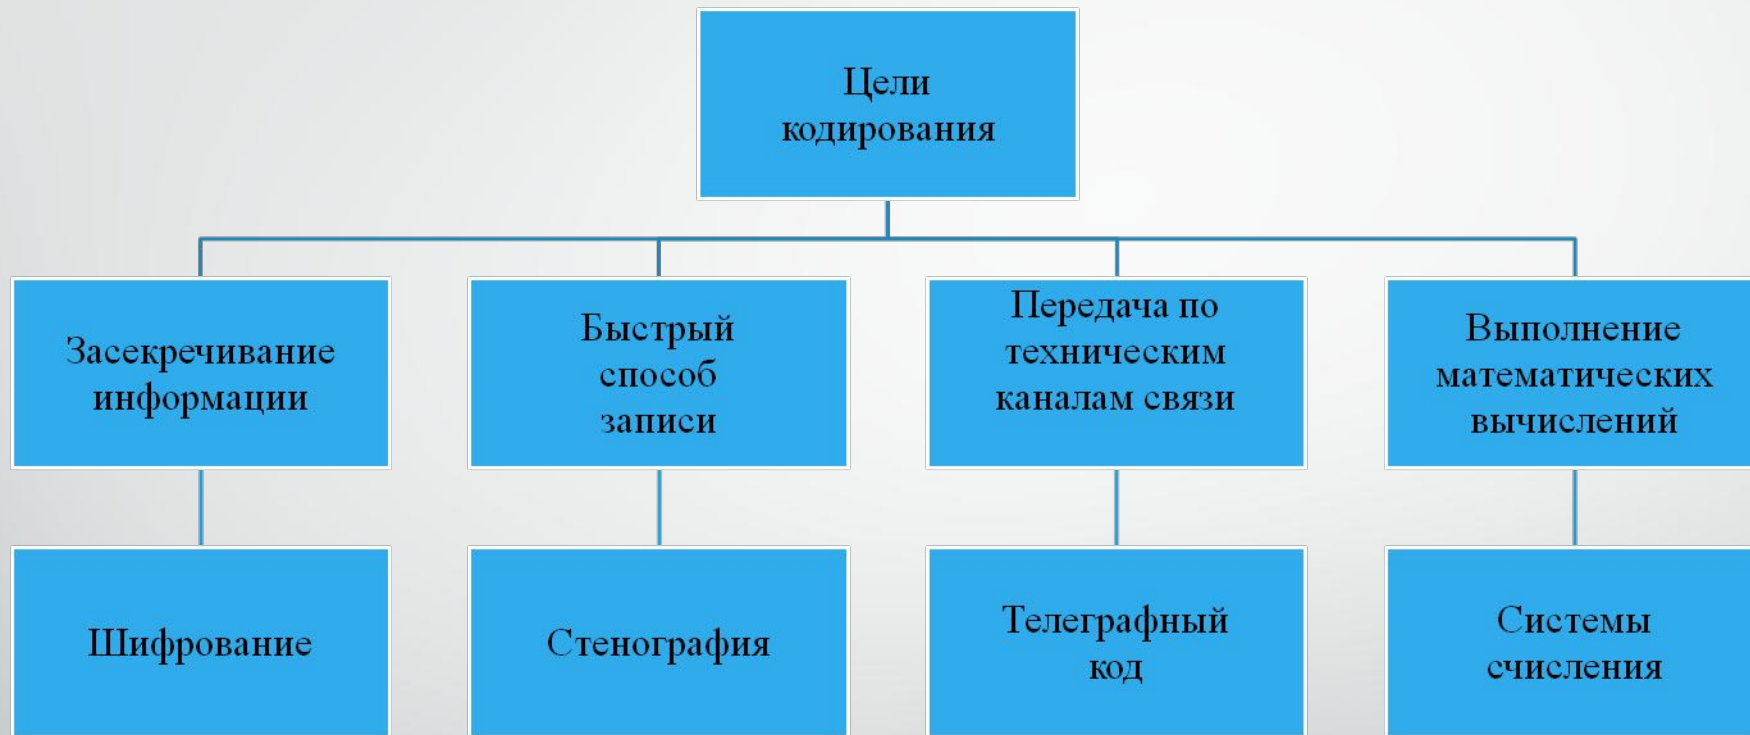 Цели
кодирования
Засекречивание
информации
Быстрый
способ
записи
Передача по
техническим
каналам связи
Выполнение
математических
вычислений
Шифрование
Стенография
Телеграфный
код
Системы
счисления